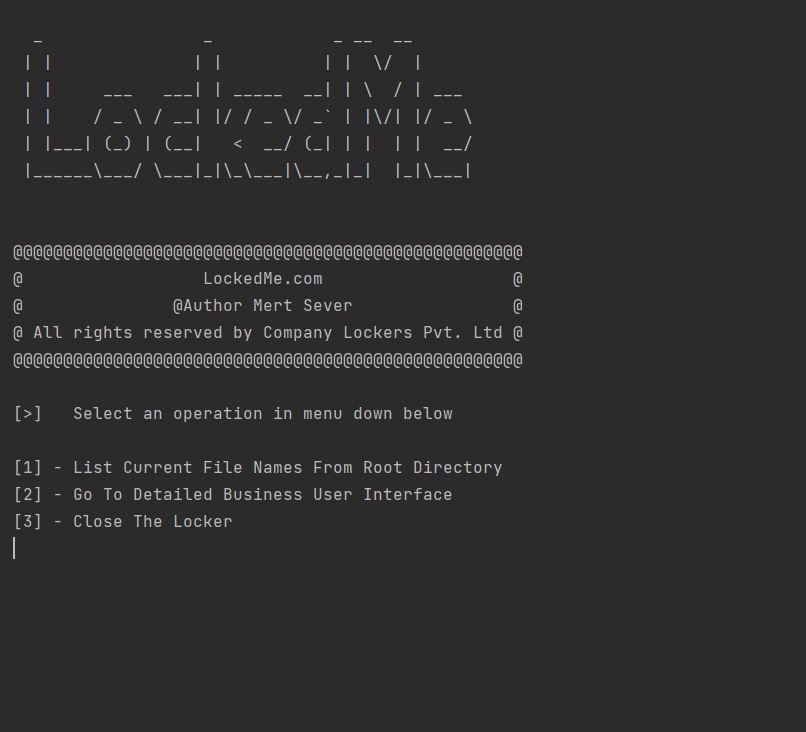 _                _            _ __  __
 | |              | |          | |  \/  |
 | |     ___   ___| | _____  __| | \  / | ___
 | |    / _ \ / __| |/ / _ \/ _` | |\/| |/ _ \
 | |___| (_) | (__|   <  __/ (_| | |  | |  __/
 |______\___/ \___|_|\_\___|\__,_|_|  |_|\___|
@@@@@@@@@@@@@@@@@@@@@@@@@@@@@@@@@@@@@@@@@@@@@@@@@@@
@                  LockedMe.com                   @
@               @Author Mert Sever                @
@ All rights reserved by Company Lockers Pvt. Ltd @
@@@@@@@@@@@@@@@@@@@@@@@@@@@@@@@@@@@@@@@@@@@@@@@@@@@
[>]   Select an operation in menu down below
[1] - List Current File Names From Root Directory
[2] - Go To Detailed Business User Interface
[3] - Close The Locker